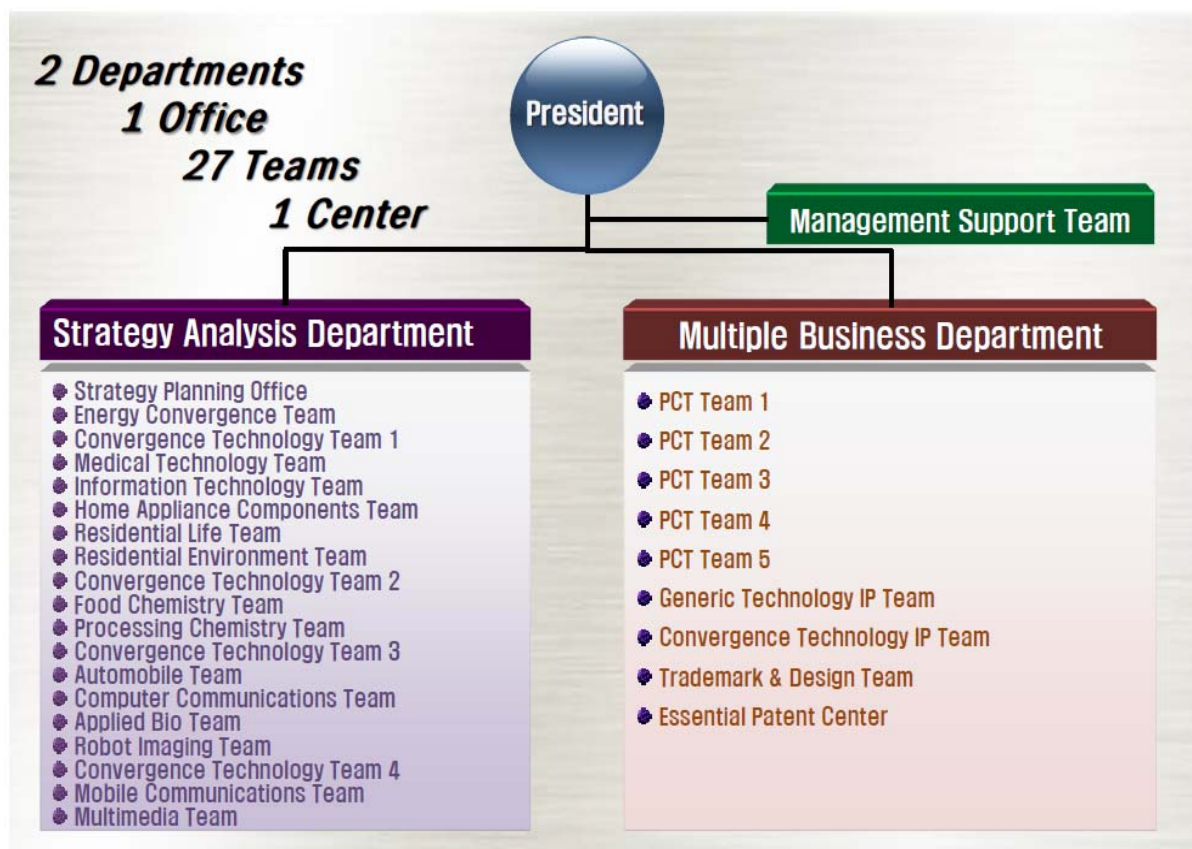 2 Departments
1 Office
27 Teams
1 Center
President
Management Support Team
Strategy Analysis Department
Strategy Planning Office
Energy Convergence Team
Convergence Technology Team 1
Medical Technology Team
Information Technology Team
Home Appliance Components Team
Residential Life Team
Residential Environment Team
Convergence Technology Team 2
Food Chemistry Team
Processing Chemistry Team
Convergence Technology Team 3
Automobile Team
Computer Communications Team
Applied Bio Team
Robot Imaging Team
Convergence Technology Team 4
Mobile Communications Team
Multimedia Team
Multiple Business Department
PCT Team 1
PCT Team 2
PCT Team 3
PCT Team 4
PCT Team 5
Generic Technology IP Team
Convergence Technology IP Team
Trademark & Design Team
Essential Patent Center